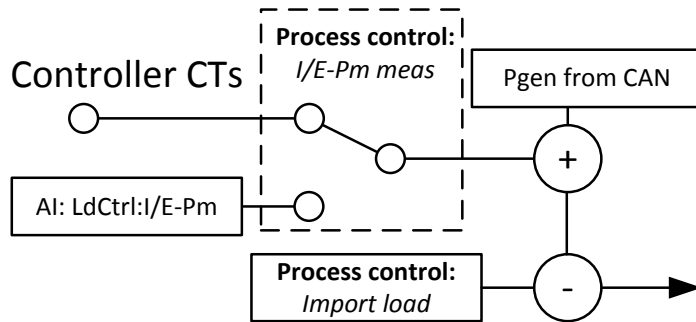 Process control:
I/E-Pm meas
Controller CTs
Pgen from CAN
+
AI: LdCtrl:I/E-Pm
Process control:
Import load
-